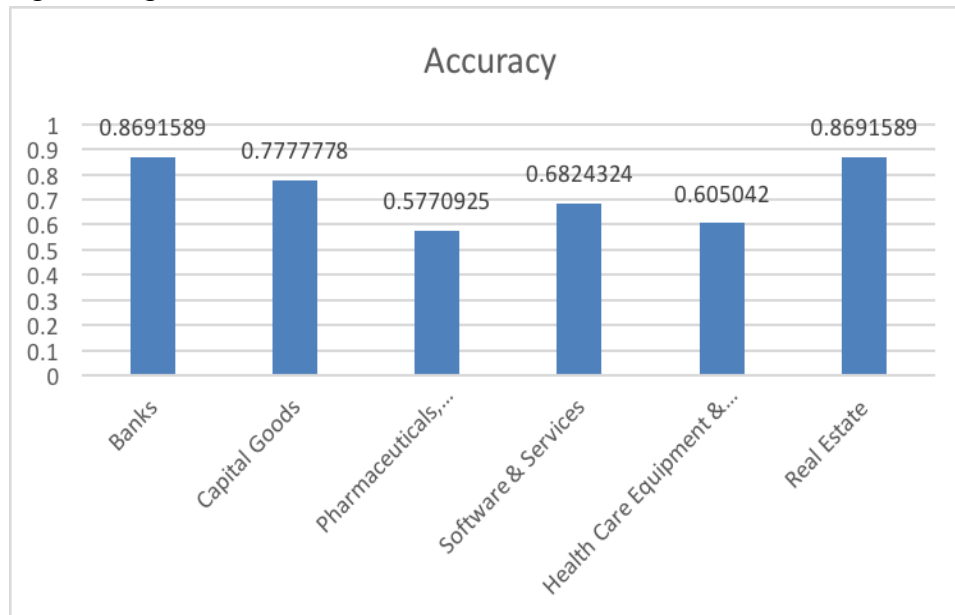 Accuracy
1
0.9
0.8
0.7
0.6
0.5
0.4
0.3
0.2
0.1
0
0.8691589
0.7777778
0.5770925
0.6824324
0.605042
0.8691589
Banks
Capital Goods
Pharmaceuticals,...
Software & Services
Health Care Equipment &...
Real Estate